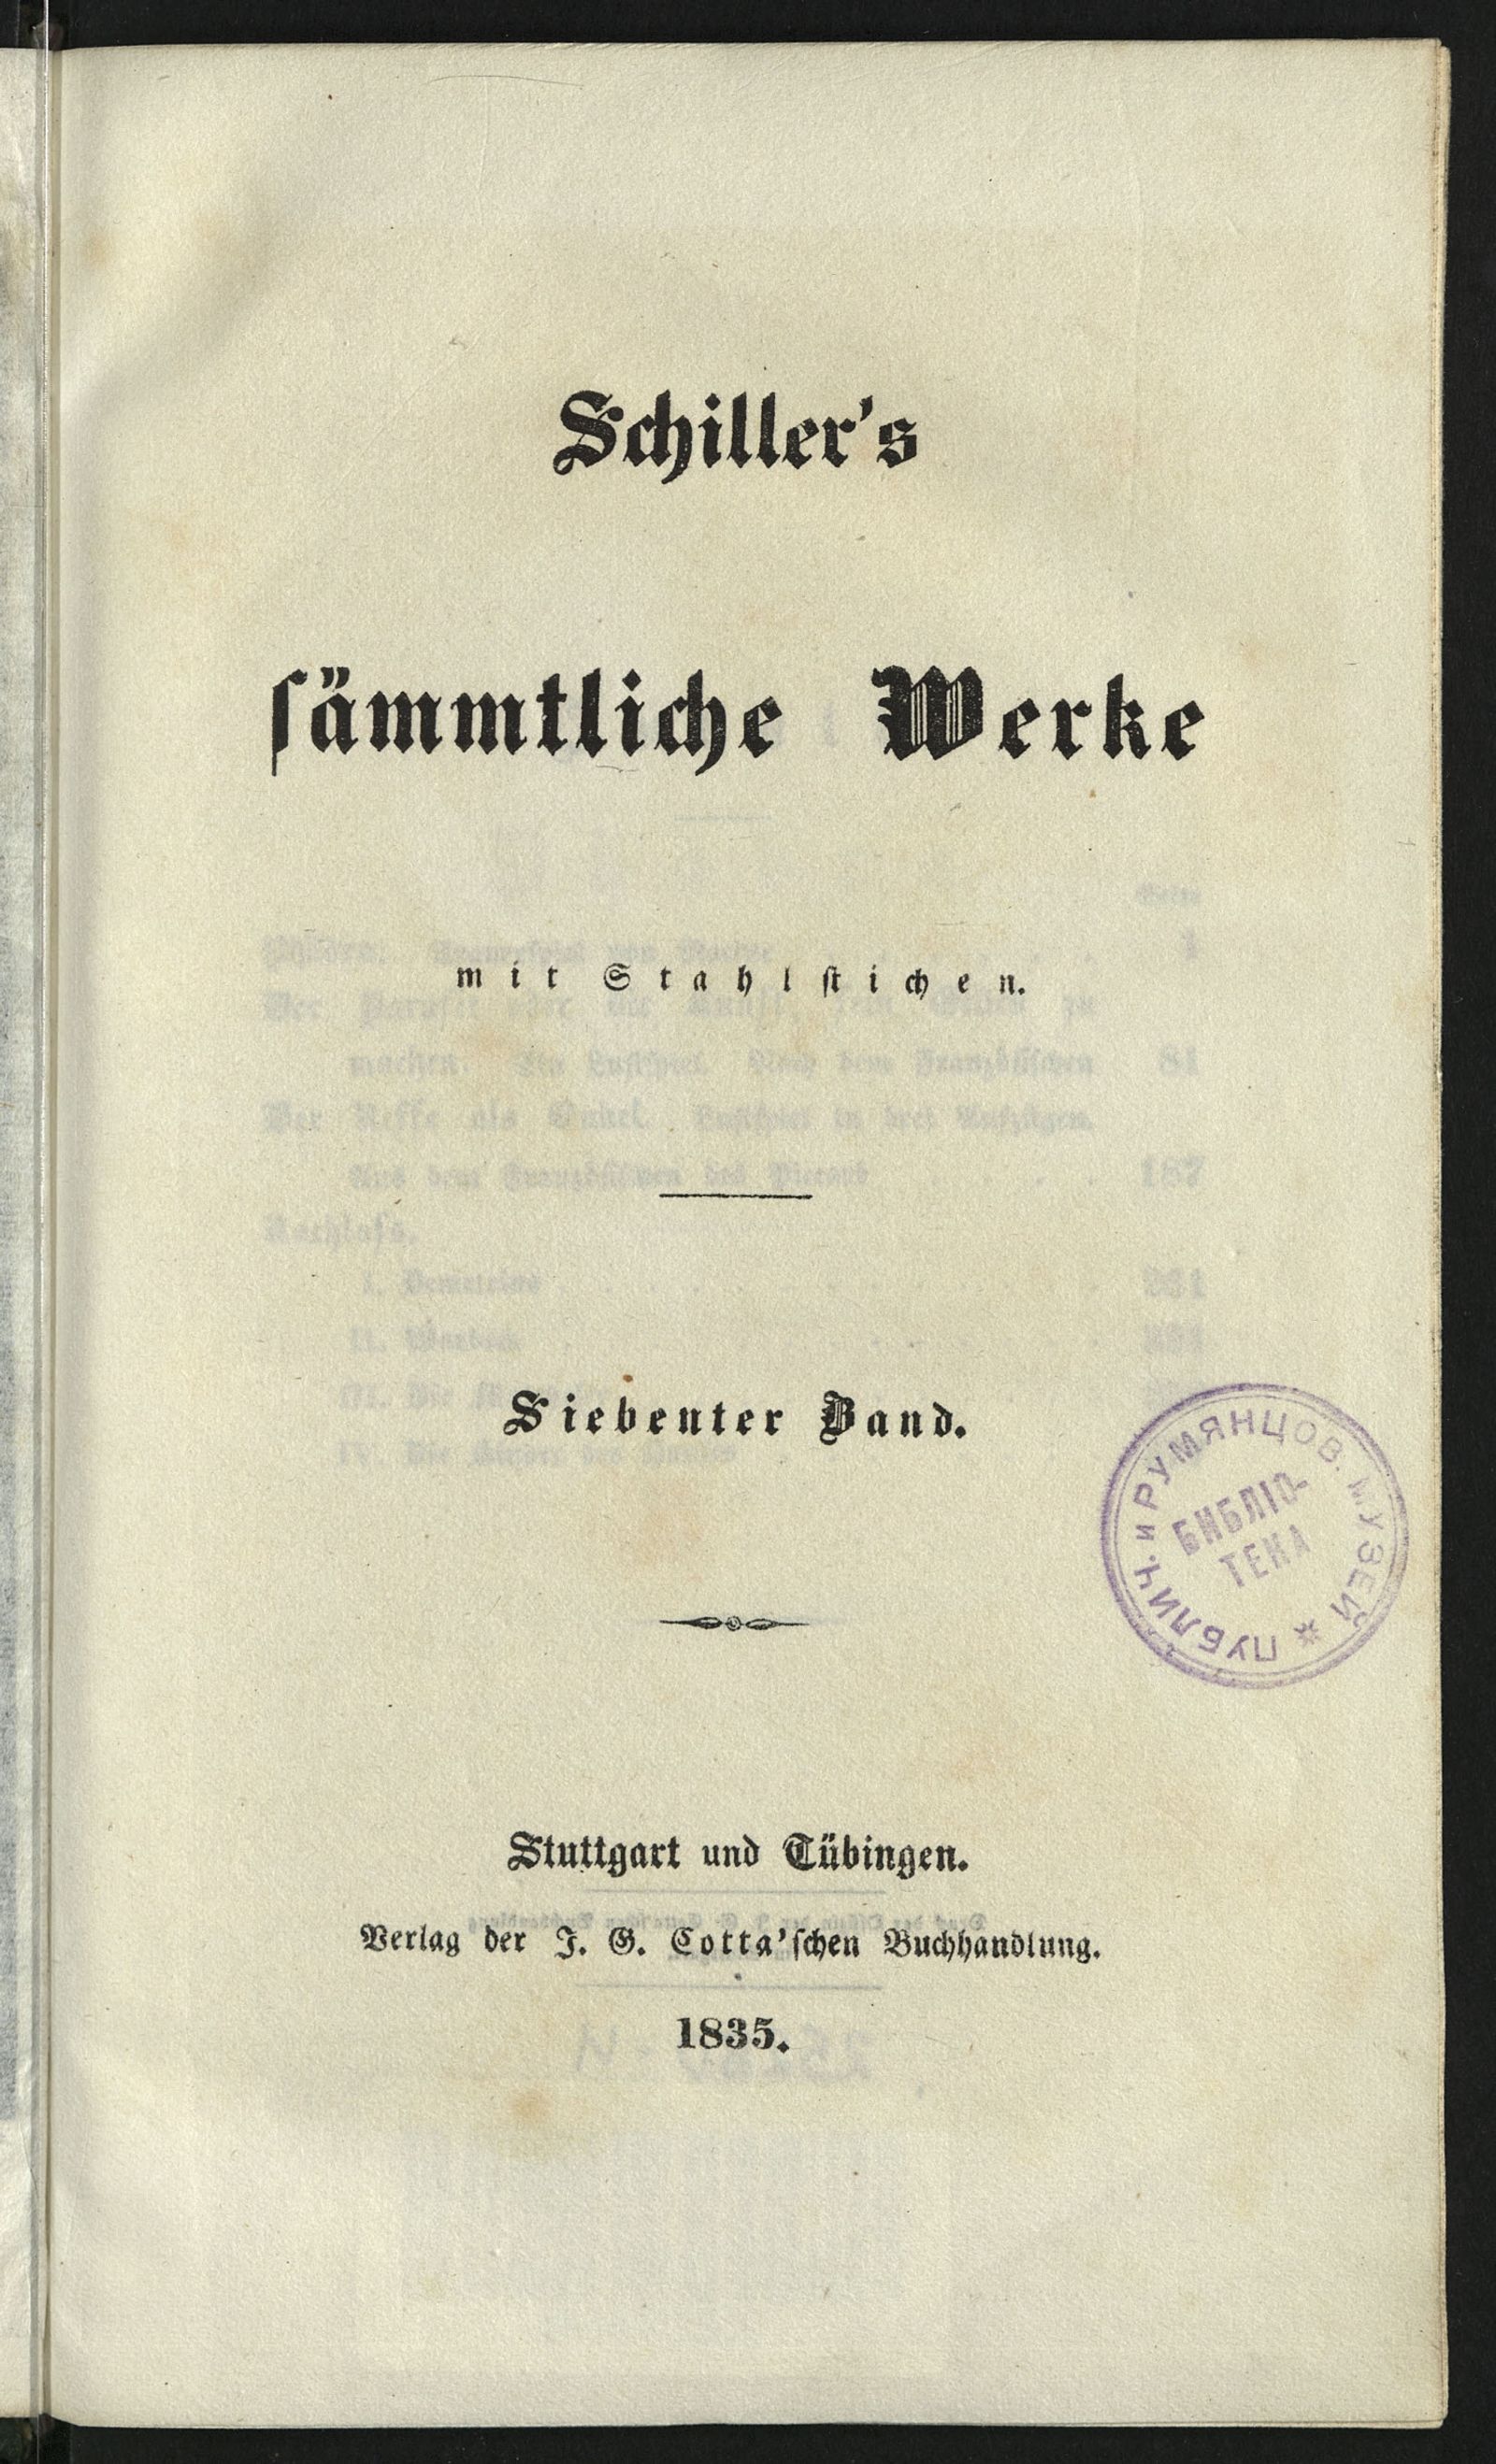 Schiller's
ſämmtliche Werke
mit Stahlſtichen.
Siebenter Band.
ПУБЛИЧ. и РУМЯНЦОВ. МУЗЕЙ
БИБЛІО-
ТЕКА
Stuttgart und Tübingen.
Verlag der J. G. Cotta'ſchen Buchhandlung.
1835.